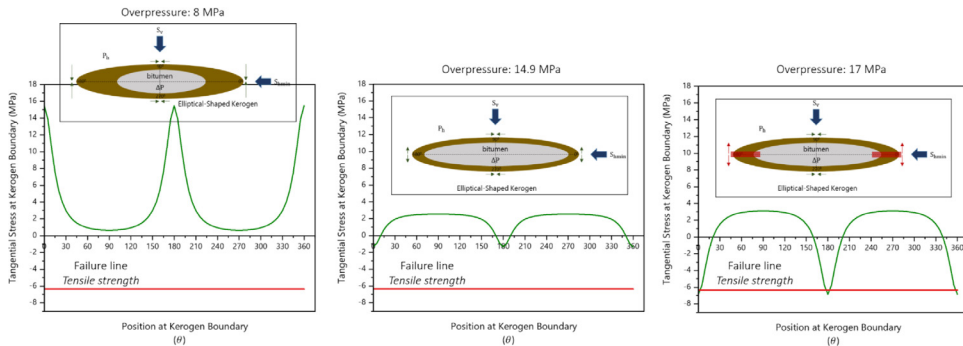 Overpressure: 8 MPa
Sv
Ph
bitumen
ΔP
Shmin
Elliptical-Shaped Kerogen
Tangential Stress at Kerogen Boundary (MPa)
18
16
14
12
10
8
6
4
2
0
-2
-4
-6
-8
0 30 60 90 120 150 180 210 240 270 300 330 360
Failure line
Tensile strength
Position at Kerogen Boundary
(θ)
Overpressure: 14.9 MPa
Sv
Ph
bitumen
ΔP
Elliptical-Shaped Kerogen
Tangential Stress at Kerogen Boundary (MPa)
18
16
14
12
10
8
6
4
2
0
-2
-4
-6
-8
30 60 90 120 150 180 210 240 270 300 330 360
Failure line
Tensile strength
Position at Kerogen Boundary
(θ)
Overpressure: 17 MPa
Sv
Ph
bitumen
ΔP
Elliptical-Shaped Kerogen
Tangential Stress at Kerogen Boundary (MPa)
18
16
14
12
10
8
6
4
2
0
-2
-4
-6
-8
30 60 90 120 150 180 210 240 270 300 330 360
Failure line
Tensile strength
Position at Kerogen Boundary
(θ)